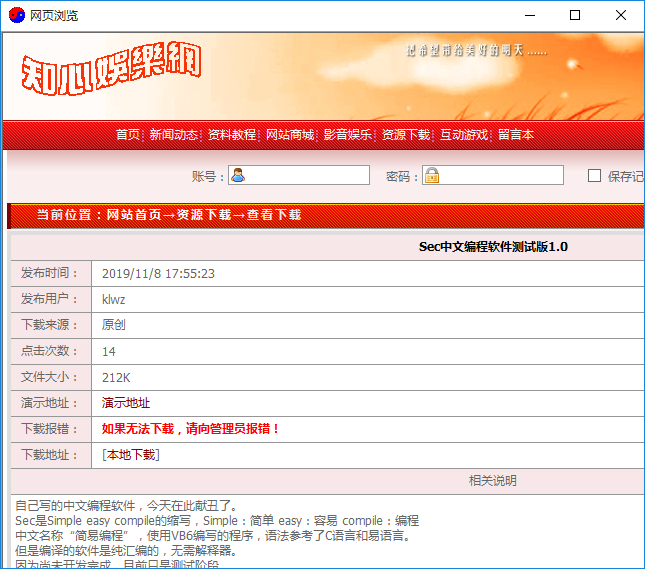 网页浏览
知心娱樂網
把希望带给美好的明天......
首页 新闻动态 资料教程 网站商城 影音娱乐 资源下载 互动游戏 留言本
账号： 密码： 保存记
当前位置：网站首页→资源下载→查看下载
Sec中文编程软件测试版1.0
发布时间： 2019/11/8 17:55:23
发布用户： klwz
下载来源： 原创
点击次数： 14
文件大小： 212K
演示地址： 演示地址
下载报错： 如果无法下载，请向管理员报错！
下载地址： [本地下载]
相关说明
自己写的中文编程软件，今天在此献丑了。
Sec是Simple easy compile的缩写，Simple：简单 easy：容易 compile：编程
中文名称“简易编程”，使用VB6编写的程序，语法参考了C语言和易语言。
但是编译的软件是纯汇编的，无需解释器。
因为尚未开发完成，目前只是测试阶段